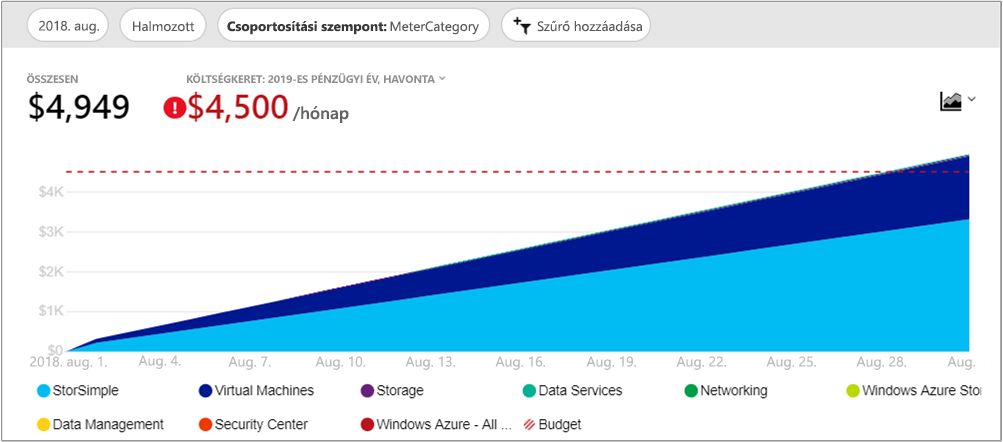 2018. aug. Halmozott Csoportosítási szempont: MeterCategory Szűrő hozzáadása
ÖSSZESEN KÖLTSÉGKERET: 2019-ES PÉNZÜGYI ÉV, HAVONTA
$4,949 $4,500 /hónap
$4K
$3K
$2K
$1K
$0
2018. aug. 1. Aug. 4. Aug. 7. Aug. 10. Aug. 13. Aug. 16. Aug. 19. Aug. 22. Aug. 25. Aug. 28. Aug.
StorSimple Virtual Machines Storage Data Services Networking Windows Azure Sto
Data Management Security Center Windows Azure - All ... Budget